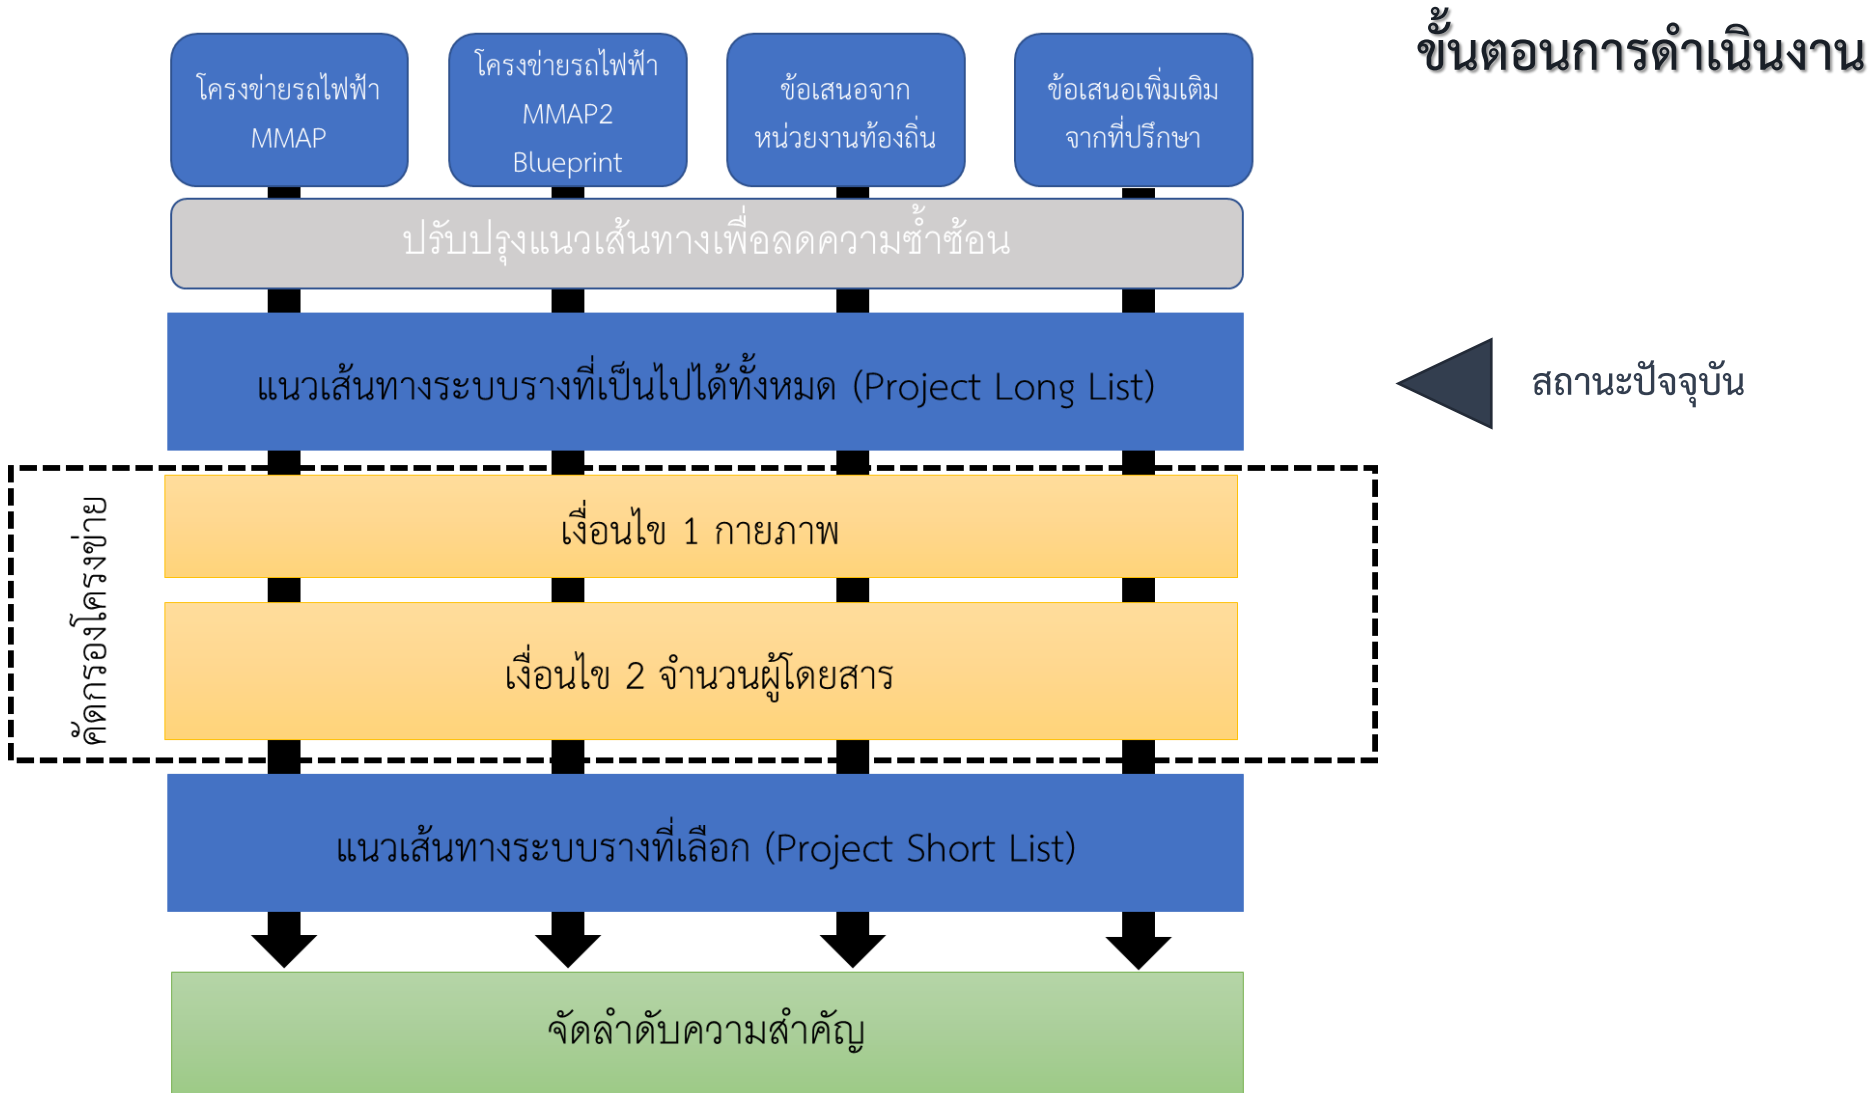 ขั้นตอนการดำเนินงาน
โครงข่ายรถไฟฟ้า
MMAP
โครงข่ายรถไฟฟ้า
MMAP2
Blueprint
ข้อเสนอจาก
หน่วยงานท้องถิ่น
ข้อเสนอเพิ่มเติม
จากที่ปรึกษา
ปรับปรุงแนวเส้นทางเพื่อลดความซ้ำซ้อน
แนวเส้นทางระบบรางที่เป็นไปได้ทั้งหมด (Project Long List)
สถานะปัจจุบัน
คัดกรองโครงข่าย
เงื่อนไข 1 กายภาพ
เงื่อนไข 2 จำนวนผู้โดยสาร
แนวเส้นทางระบบรางที่เลือก (Project Short List)
จัดลำดับความสำคัญ